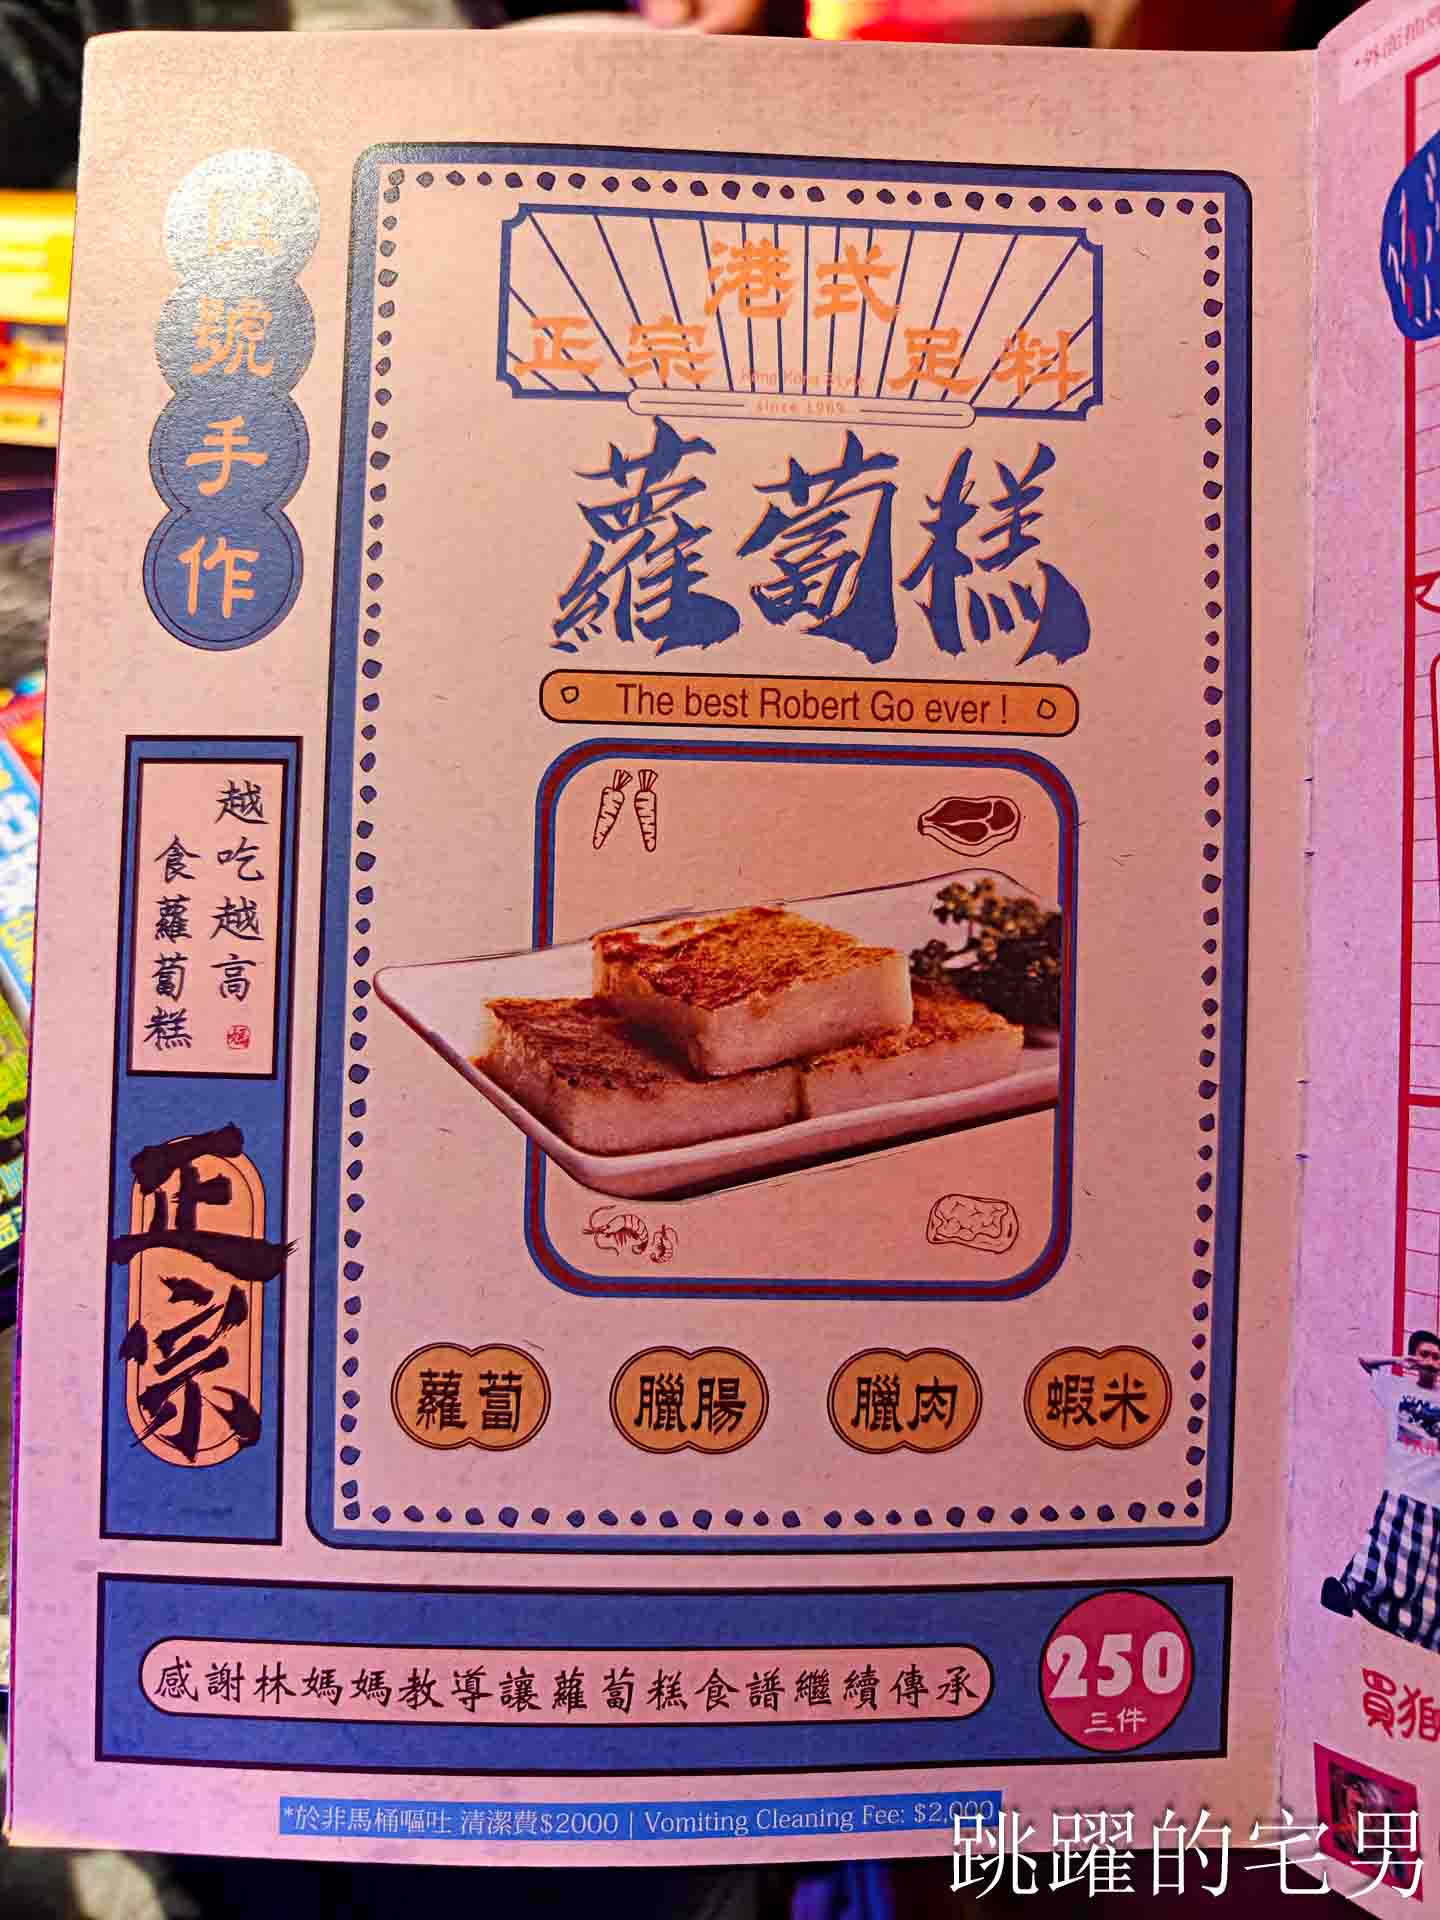 號手作
港式
正宗 足料
Hong Kong Style
since 1969
蘿蔔糕
The best Robert Go ever !
食蘿蔔糕
越吃越高
正宗
蘿蔔
臘腸
臘肉
蝦米
感謝林媽媽教導讓蘿蔔糕食譜繼續傳承
250
三件
*於非馬桶嘔吐 清潔費$2000 | Vomiting Cleaning Fee: $2,000
跳躍的宅男